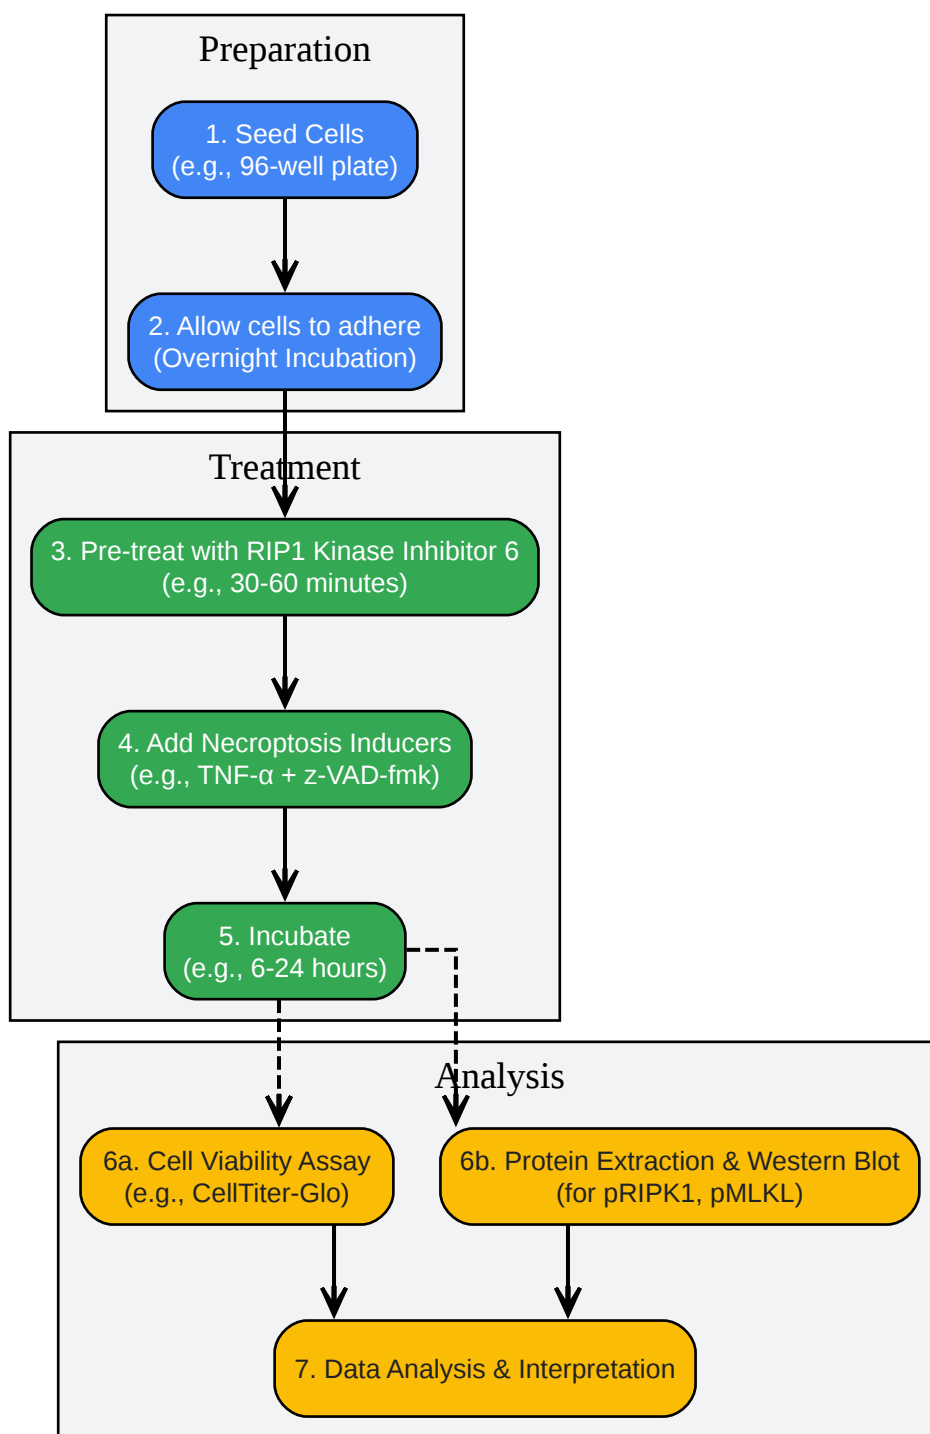 Preparation
1. Seed Cells
(e.g., 96-well plate)
2. Allow cells to adhere
(Overnight Incubation)
Treatment
3. Pre-treat with RIP1 Kinase Inhibitor 6
(e.g., 30-60 minutes)
4. Add Necroptosis Inducers
(e.g., TNF-α + z-VAD-fmk)
5. Incubate
(e.g., 6-24 hours)
Analysis
6a. Cell Viability Assay
(e.g., CellTiter-Glo)
6b. Protein Extraction & Western Blot
(for pRIPK1, pMLKL)
7. Data Analysis & Interpretation